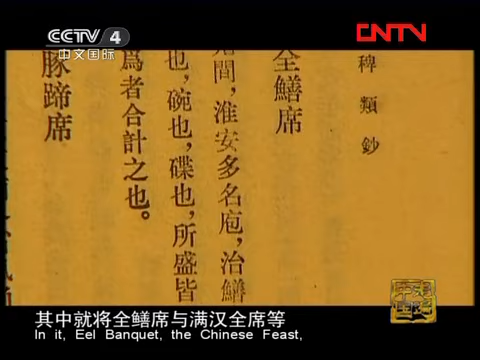 CCTV 4
中文国际
CNTV
稗類鈔
全鱔席
間，淮安多名庖，治鱔
也，碗也，碟也，所盛皆
爲者合計之也。
豚蹄席
其中就将全鳝席与满汉全席等
In it, Eel Banquet, the Chinese Feast,